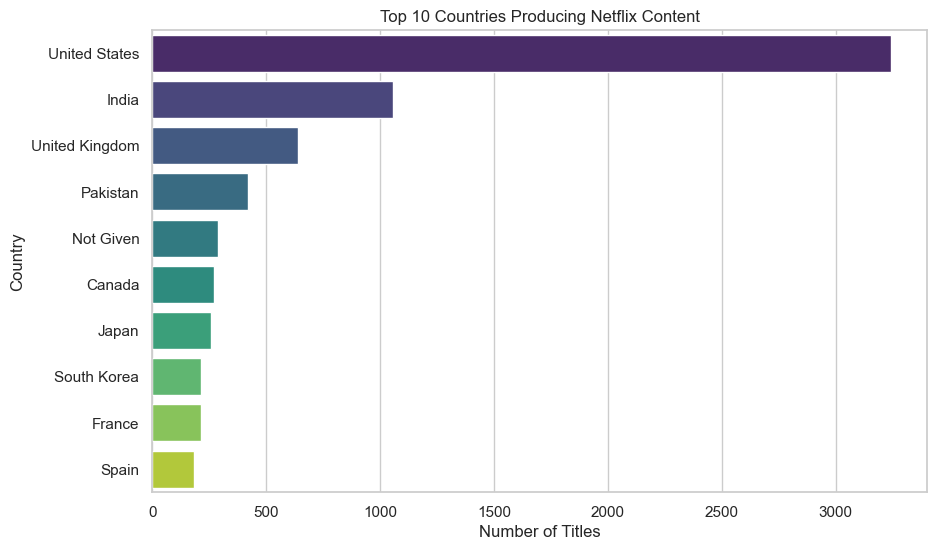 Top 10 Countries Producing Netflix Content
United States
India
United Kingdom
Pakistan
Not Given
Canada
Japan
South Korea
France
Spain
Country
0 500 1000 1500 2000 2500 3000
Number of Titles